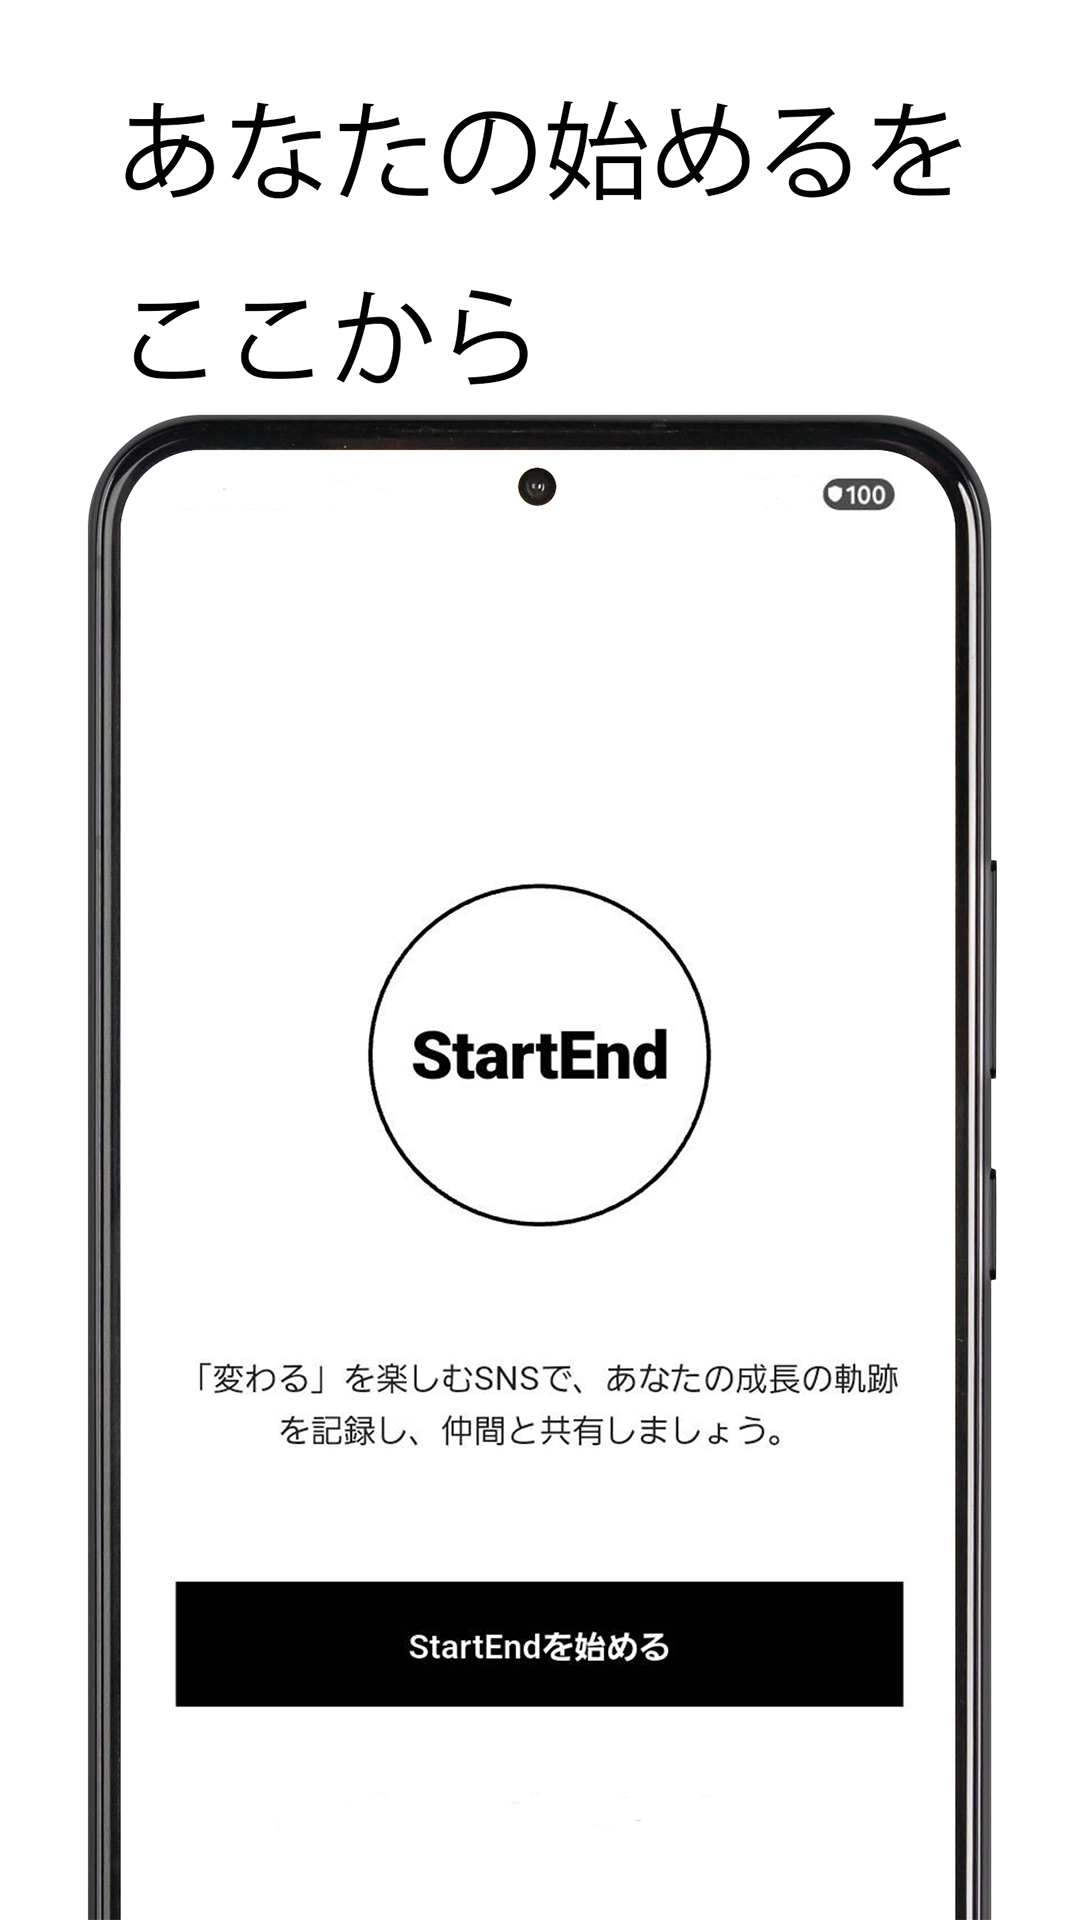 あなたの始めるを
ここから
100
StartEnd
「変わる」を楽しむSNSで、あなたの成長の軌跡
を記録し、仲間と共有しましょう。
StartEndを始める